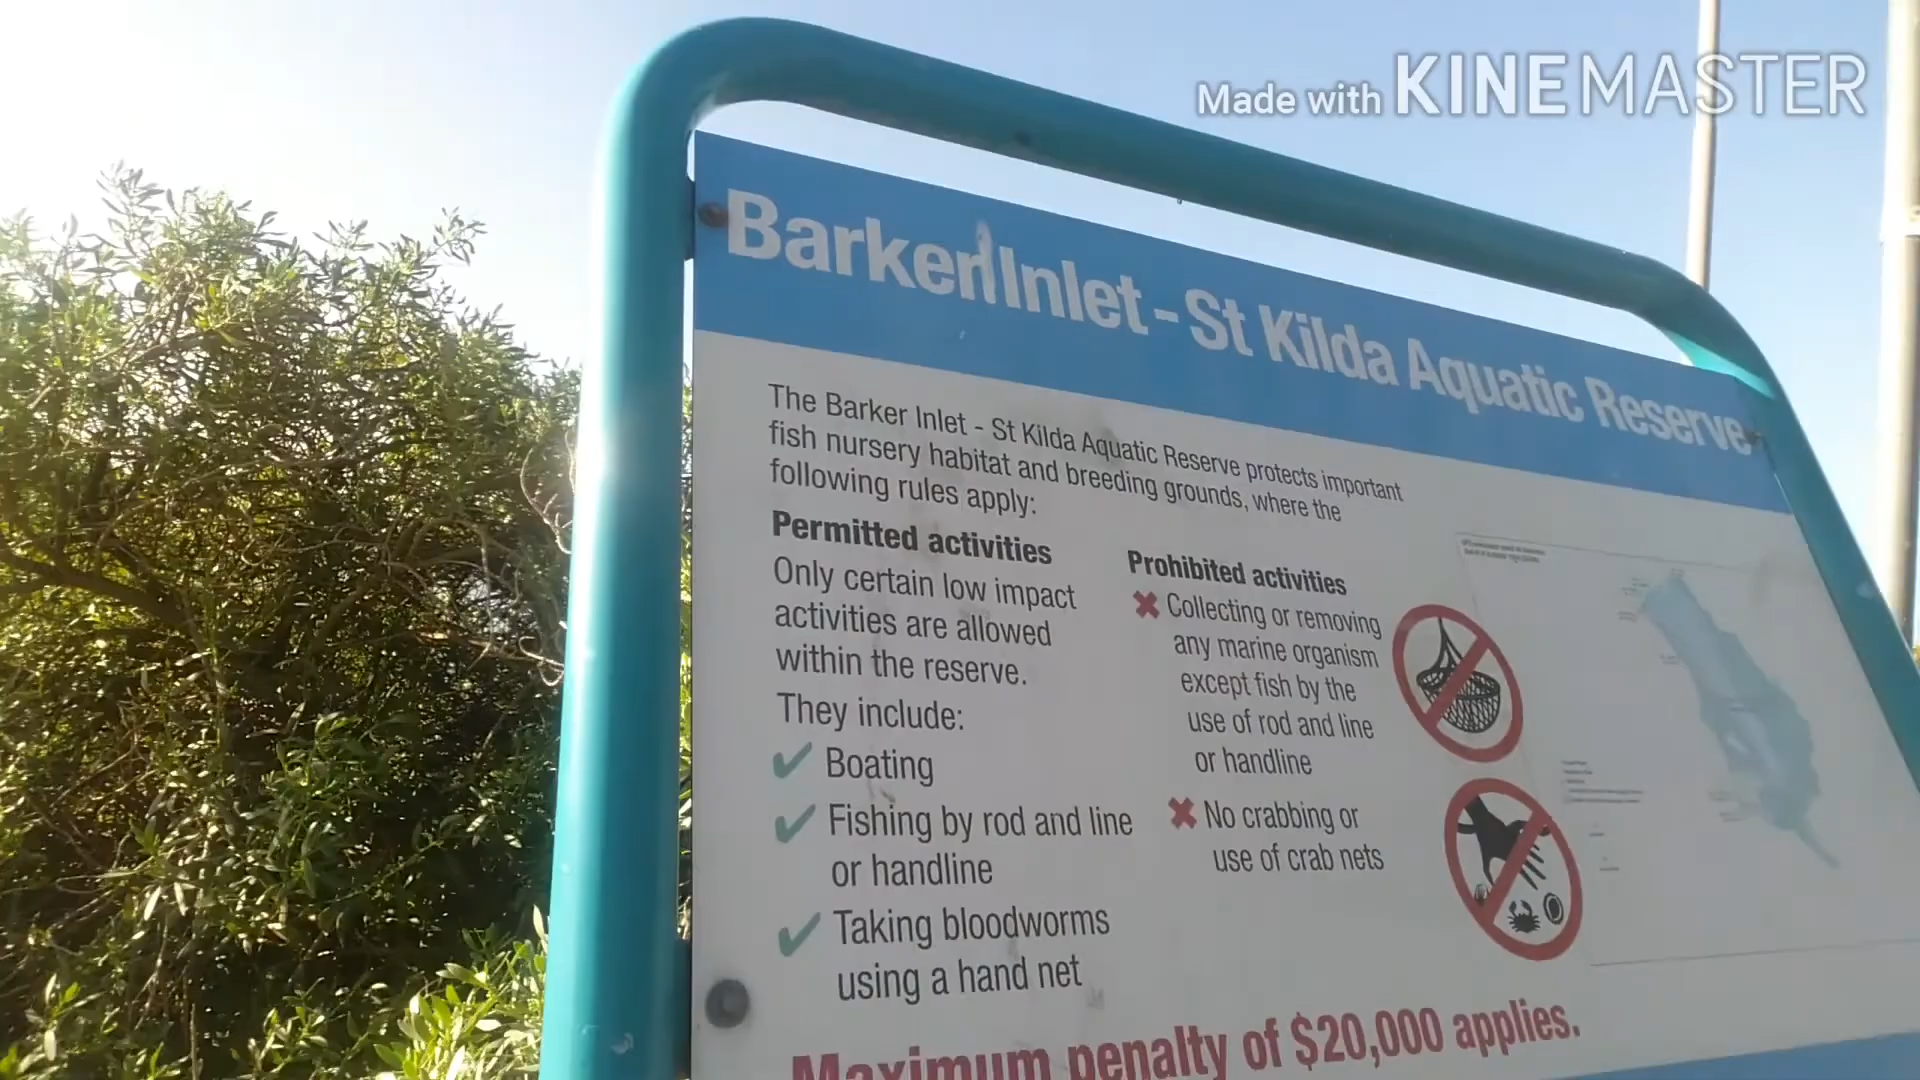 Made with KINEMASTER
Barker Inlet - St Kilda Aquatic Reserve
The Barker Inlet - St Kilda Aquatic Reserve protects important
fish nursery habitat and breeding grounds, where the
following rules apply:
Permitted activities
Only certain low impact
activities are allowed
within the reserve.
They include:
✔ Boating
✔ Fishing by rod and line
or handline
✔ Taking bloodworms
using a hand net
Prohibited activities
✖ Collecting or removing
any marine organism
except fish by the
use of rod and line
or handline
✖ No crabbing or
use of crab nets
Maximum penalty of $20,000 applies.